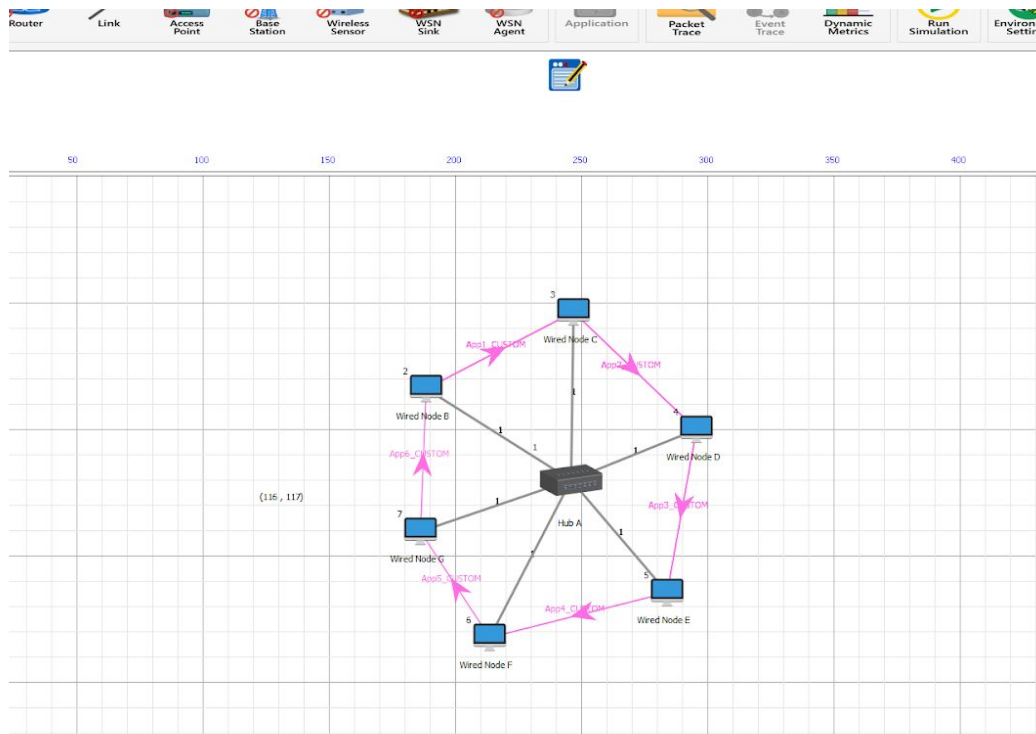 Router
Link
Access
Point
Base
Station
Wireless
Sensor
WSN
Sink
WSN
Agent
Application
Packet
Trace
Event
Trace
Dynamic
Metrics
Run
Simulation
50
100
150
200
250
300
350
400
3
Wired Node C
App1_CUSTOM
App2_CUSTOM
2
Wired Node B
1
4
Wired Node D
1
1
1
1
App6_CUSTOM
Hub A
(116 , 117)
1
App3_CUSTOM
7
Wired Node G
1
1
App5_CUSTOM
5
Wired Node E
App4_CUSTOM
6
Wired Node F